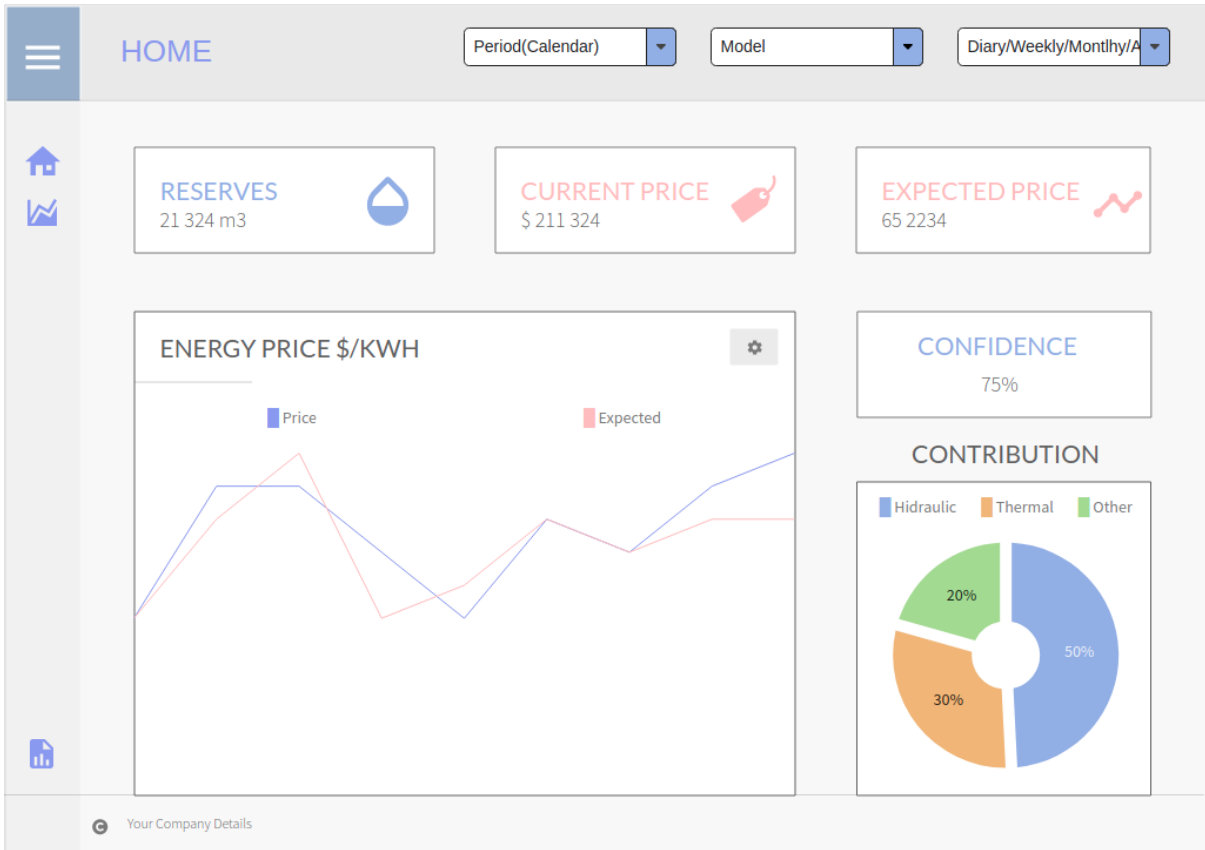 HOME
Period(Calendar)
Model
Diary/Weekly/Montlhy/A
RESERVES
21 324 m3
CURRENT PRICE
$ 211 324
EXPECTED PRICE
65 2234
ENERGY PRICE $/KWH
Price
Expected
CONFIDENCE
75%
CONTRIBUTION
Hidraulic
Thermal
Other
20%
50%
30%
C
Your Company Details